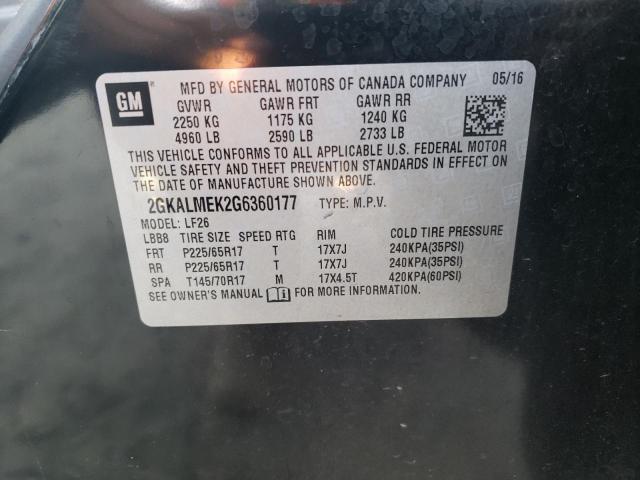 GM
MFD BY GENERAL MOTORS OF CANADA COMPANY 05/16
GVWR GAWR FRT GAWR RR
2250 KG 1175 KG 1240 KG
4960 LB 2590 LB 2733 LB
THIS VEHICLE CONFORMS TO ALL APPLICABLE U.S. FEDERAL MOTOR
VEHICLE SAFETY AND THEFT PREVENTION STANDARDS IN EFFECT ON
THE DATE OF MANUFACTURE SHOWN ABOVE.
2GKALMEK2G6360177 TYPE: M.P.V.
MODEL: LF26
LBB8 TIRE SIZE SPEED RTG RIM COLD TIRE PRESSURE
FRT P225/65R17 T 17X7J 240KPA(35PSI)
RR P225/65R17 T 17X7J 240KPA(35PSI)
SPA T145/70R17 M 17X4.5T 420KPA(60PSI)
SEE OWNER'S MANUAL FOR MORE INFORMATION.